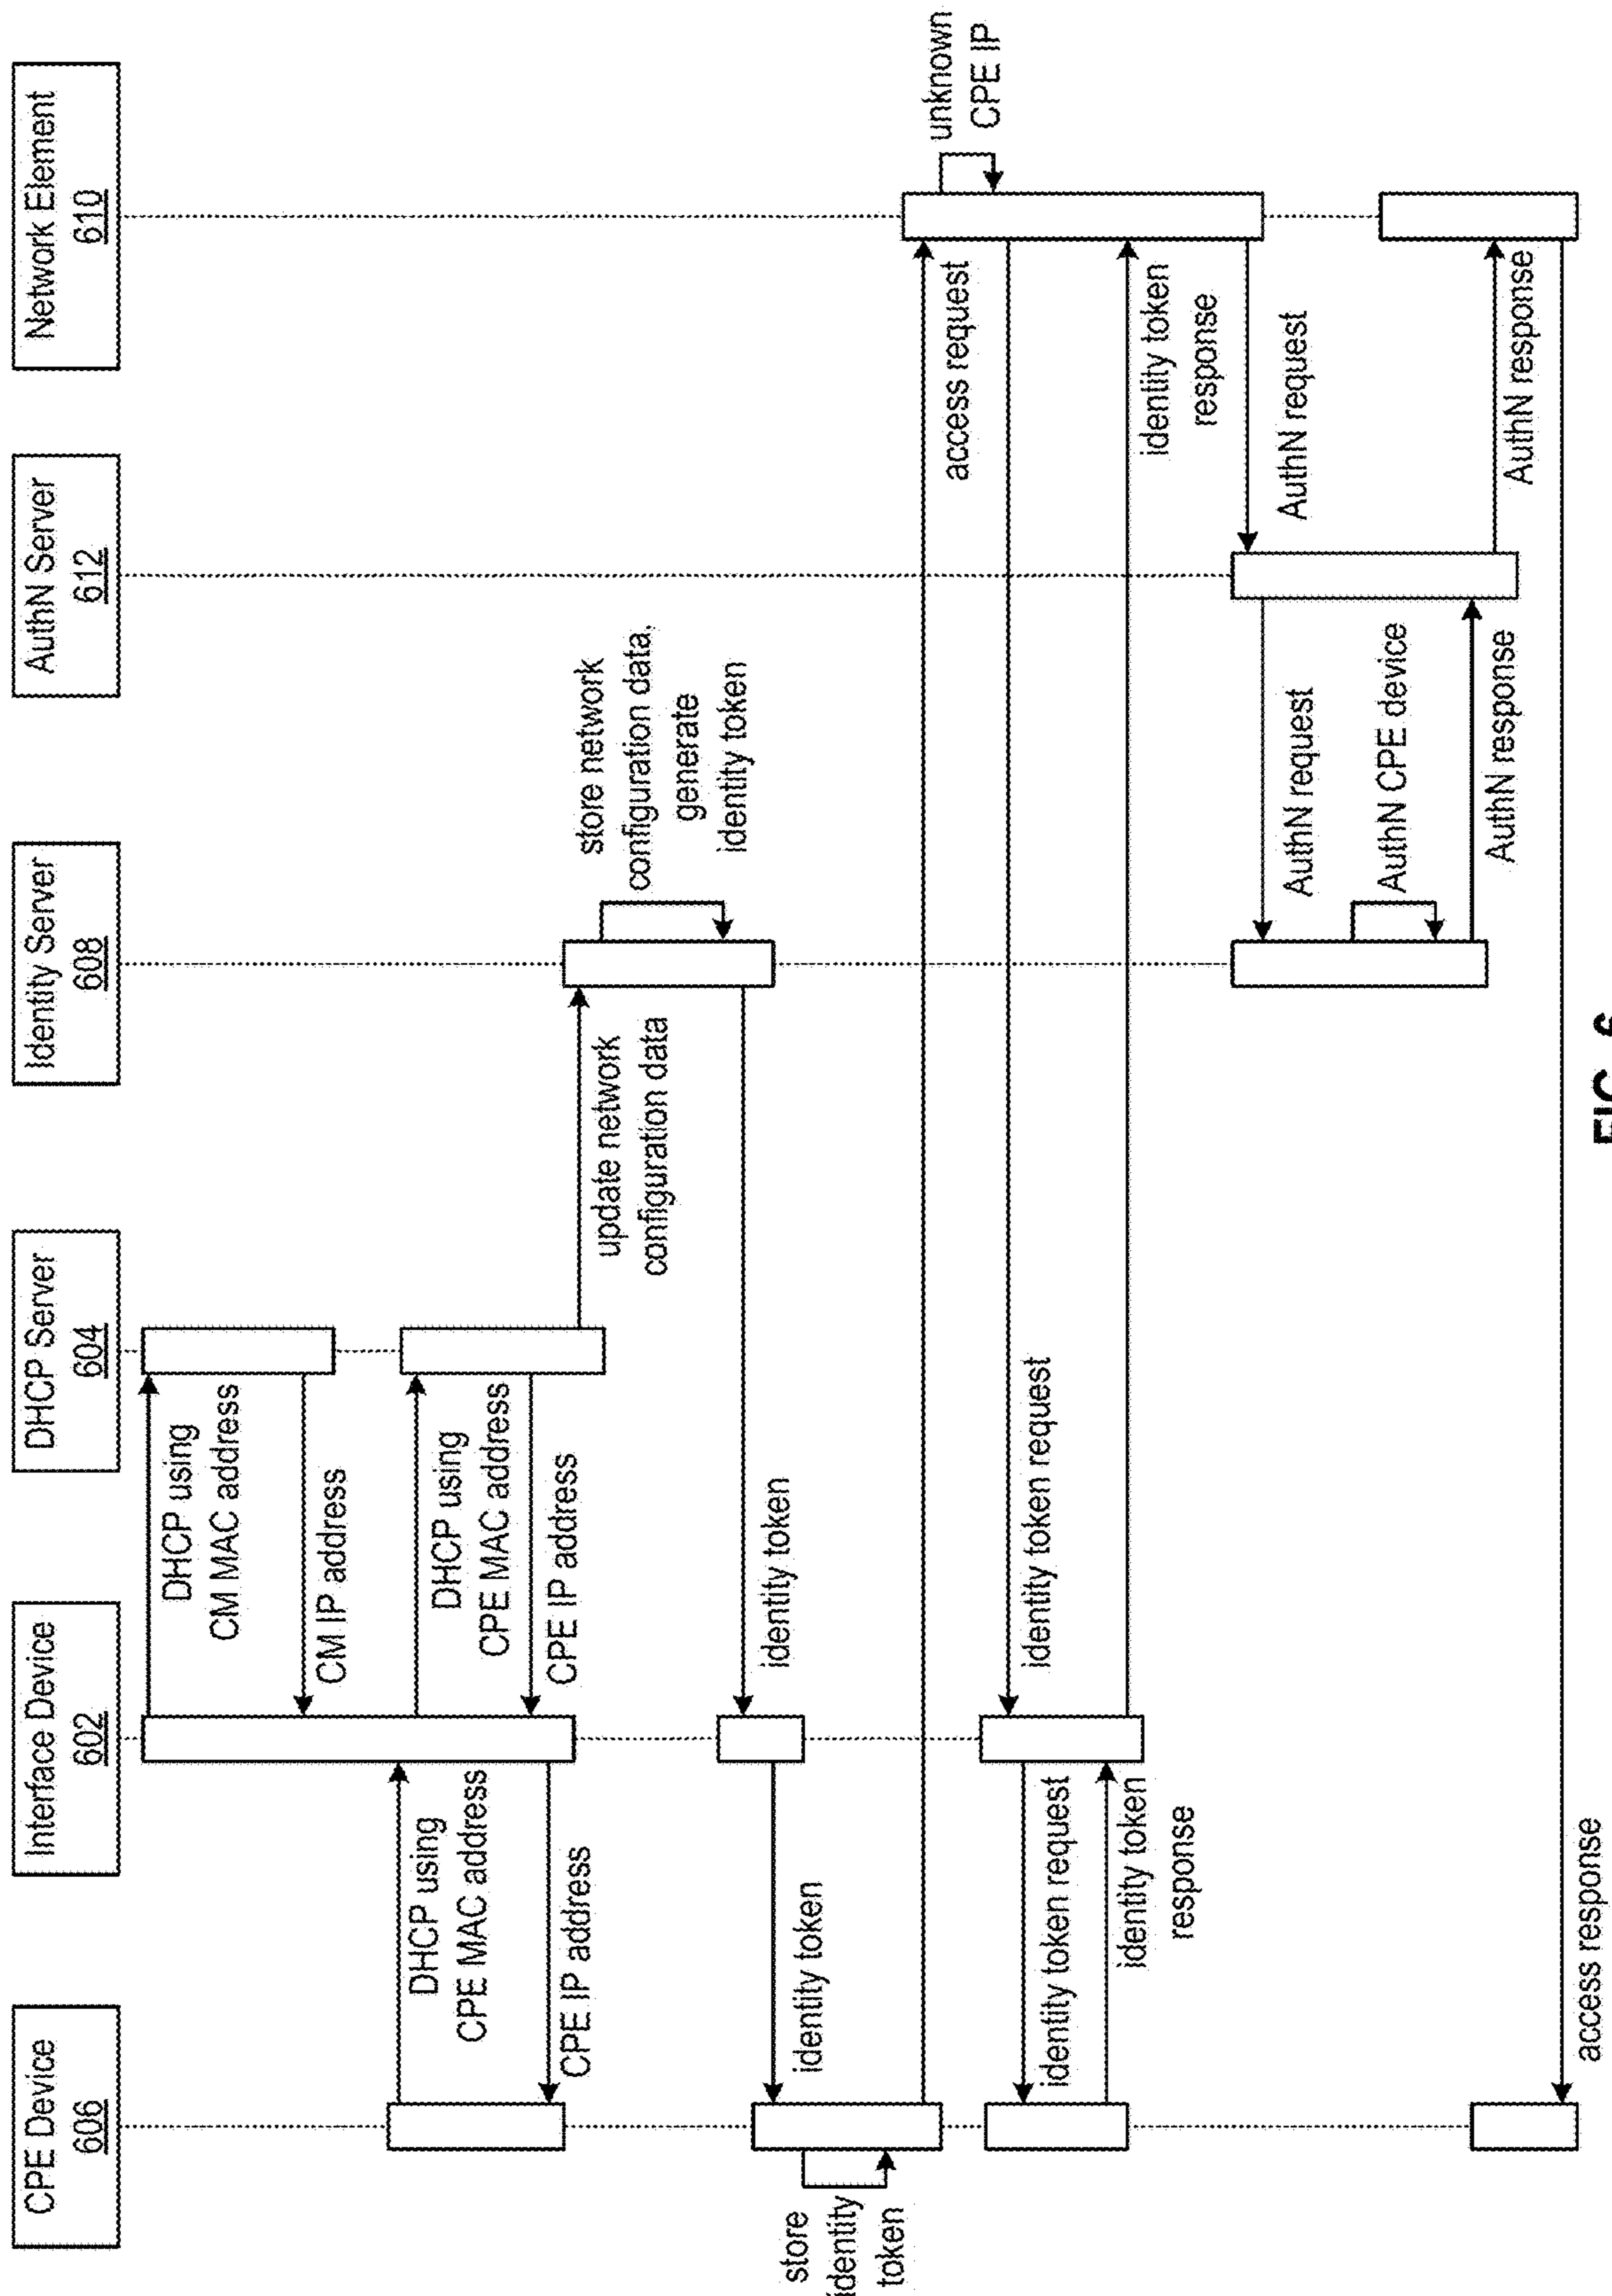 CPE Device
606
Interface Device
602
DHCP Server
604
Identity Server
608
AuthN Server
612
Network Element
610
DHCP using
CM MAC address
CM IP address
DHCP using
CPE MAC address
DHCP using
CPE MAC address
CPE IP address
CPE IP address
update network
configuration data
store network
configuration data,
generate
identity token
identity token
identity token
store
identity
token
access request
unknown
CPE IP
identity token request
identity token request
identity token
response
identity token
response
AuthN request
AuthN request
AuthN CPE device
AuthN response
AuthN response
access response
FIG. 6